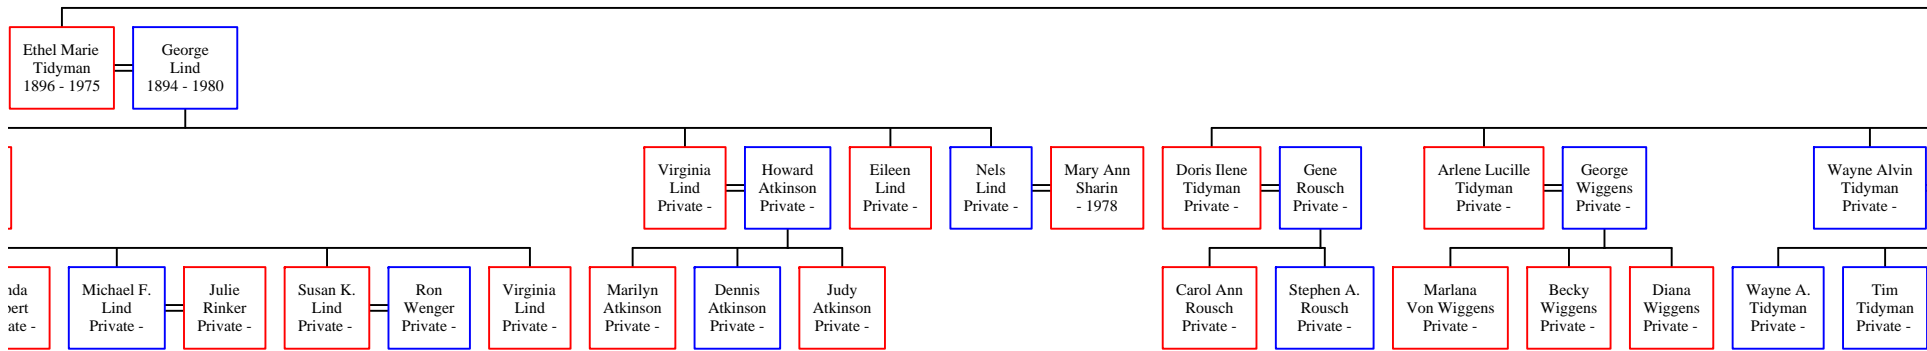 Ethel Marie
Tidyman
1896 - 1975
George
Lind
1894 - 1980
Virginia
Lind
Private -
Howard
Atkinson
Private -
Eileen
Lind
Private -
Nels
Lind
Private -
Mary Ann
Sharin
- 1978
Doris Ilene
Tidyman
Private -
Gene
Rousch
Private -
Arlene Lucille
Tidyman
Private -
George
Wiggens
Private -
Wayne Alvin
Tidyman
Private -
Michael F.
Lind
Private -
Julie
Rinker
Private -
Susan K.
Lind
Private -
Ron
Wenger
Private -
Virginia
Lind
Private -
Marilyn
Atkinson
Private -
Dennis
Atkinson
Private -
Judy
Atkinson
Private -
Carol Ann
Rousch
Private -
Stephen A.
Rousch
Private -
Marlana
Von Wiggens
Private -
Becky
Wiggens
Private -
Diana
Wiggens
Private -
Wayne A.
Tidyman
Private -
Tim
Tidyman
Private -